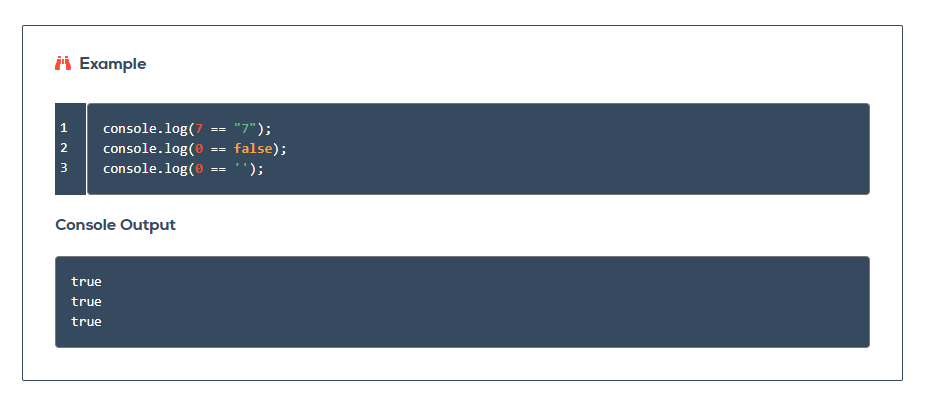 Example
1 console.log(7 == "7");
2 console.log(0 == false);
3 console.log(0 == '');
Console Output
true
true
true